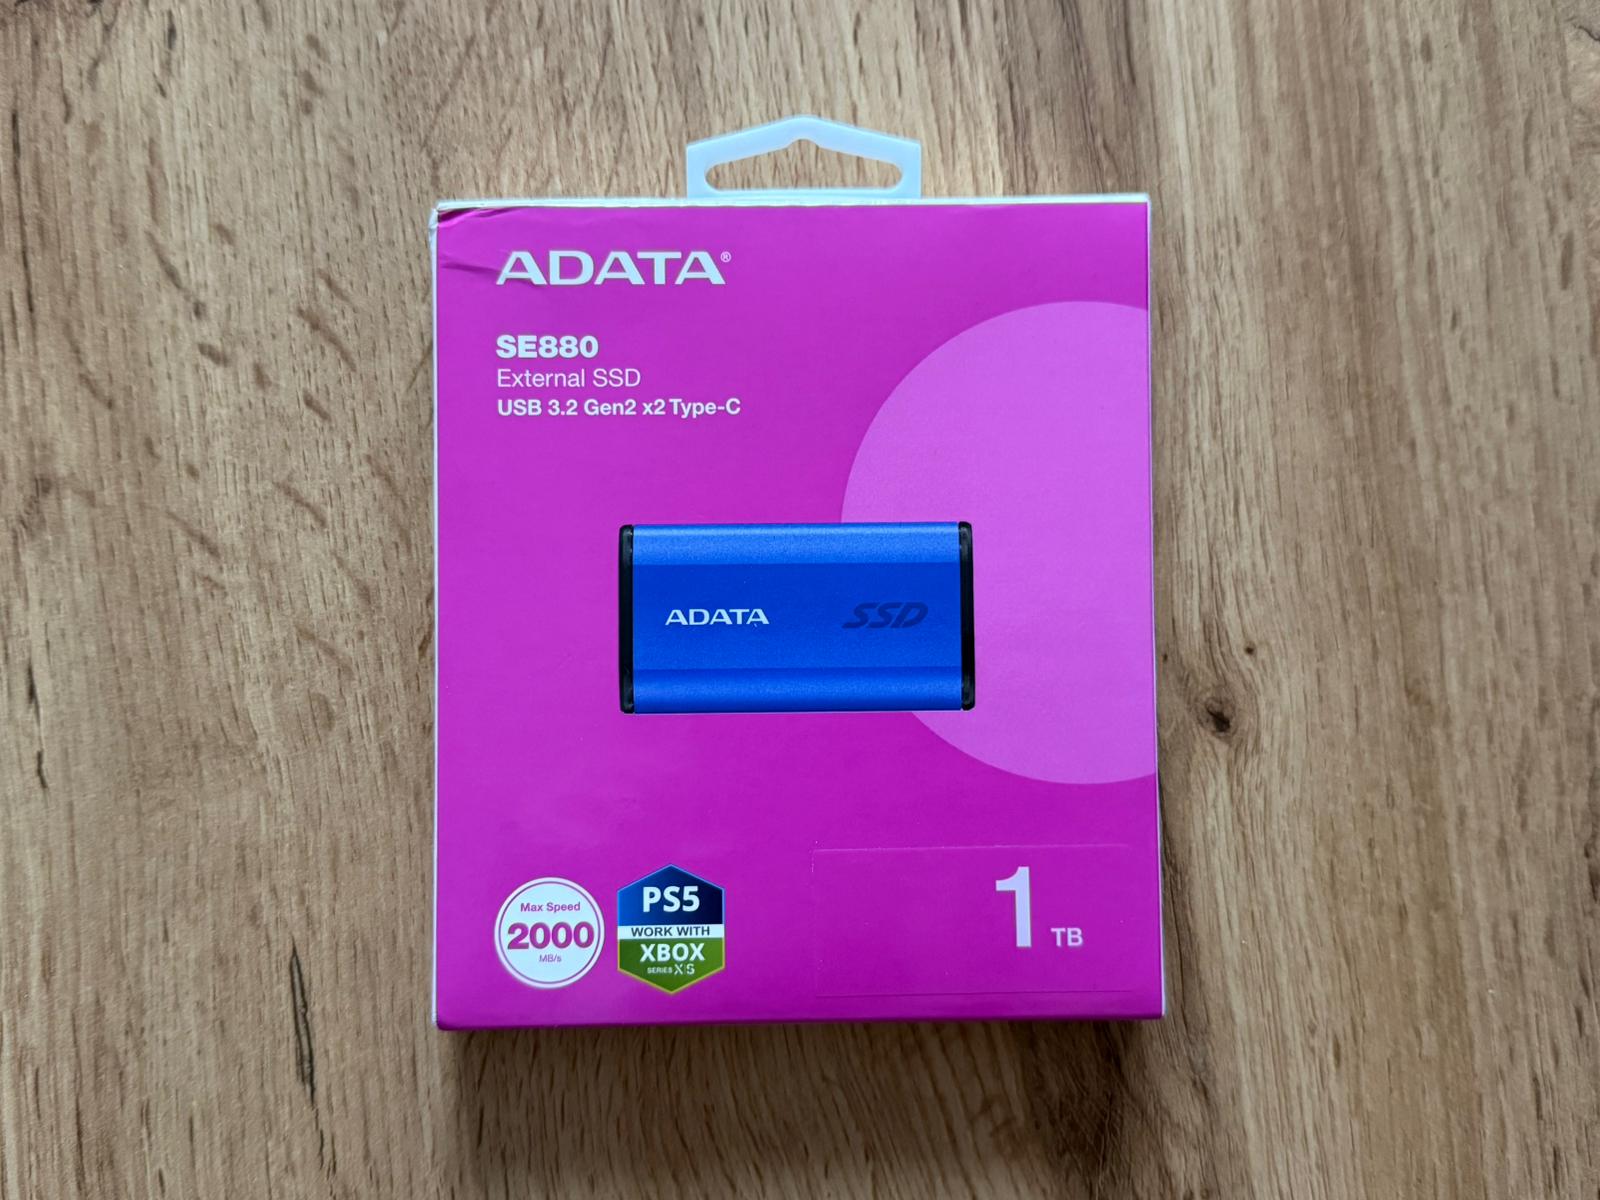 ADATA®
SE880
External SSD
USB 3.2 Gen2 x2 Type-C
ADATA SSD
Max Speed
2000
MB/s
PS5
WORK WITH
XBOX
SERIES X|S
1 TB